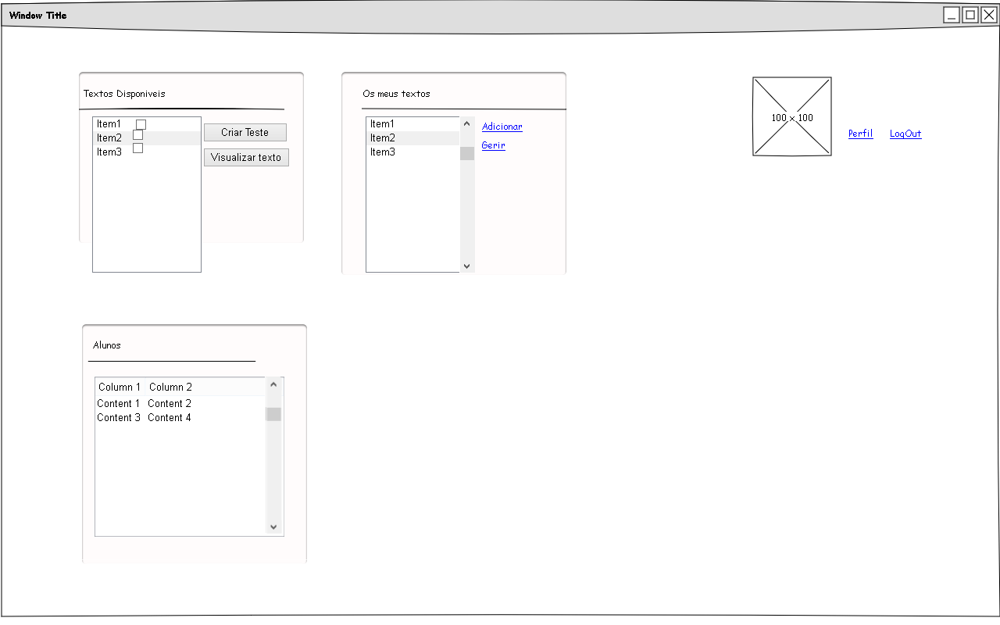 Window Title
Textos Disponiveis
Item1
Item2
Item3
Criar Teste
Visualizar texto
Os meus textos
Item1
Item2
Item3
Adicionar
Gerir
100 × 100
Perfil
LogOut
Alunos
Column 1 Column 2
Content 1 Content 2
Content 3 Content 4